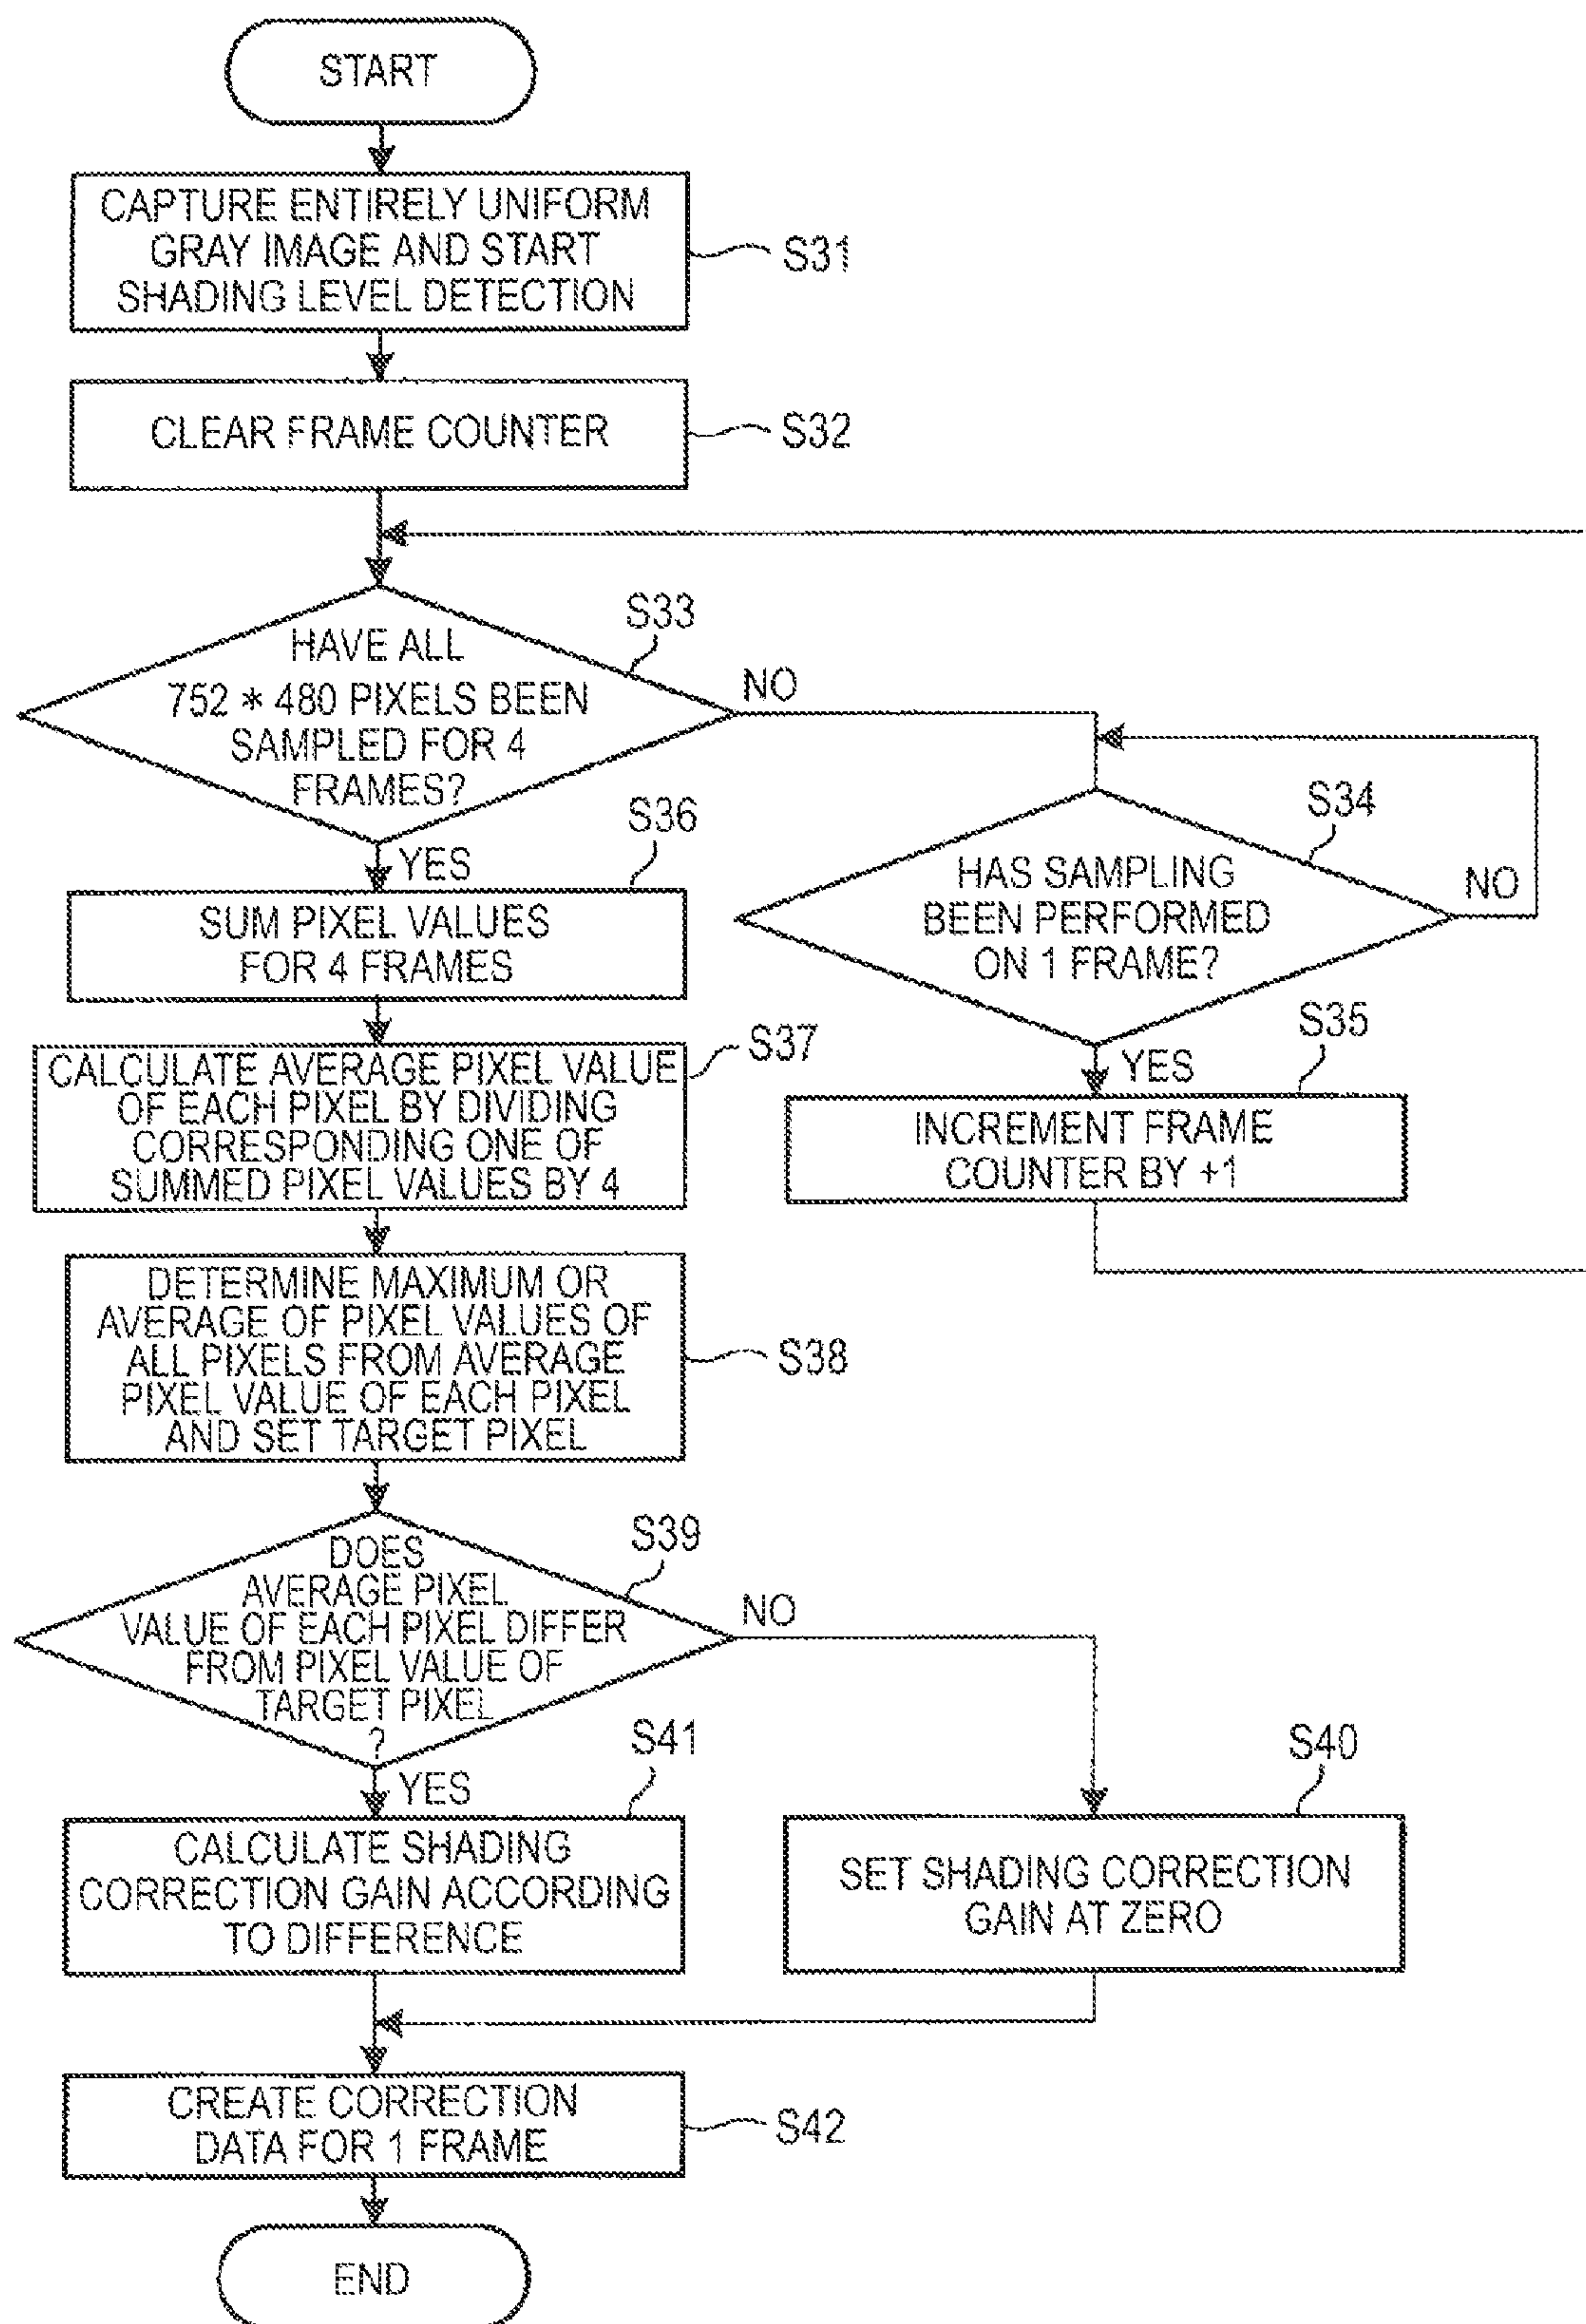 START
CAPTURE ENTIRELY UNIFORM
GRAY IMAGE AND START
SHADING LEVEL DETECTION
S31
CLEAR FRAME COUNTER
S32
HAVE ALL
752 * 480 PIXELS BEEN
SAMPLED FOR 4
FRAMES?
S33
NO
YES
HAS SAMPLING
BEEN PERFORMED
ON 1 FRAME?
S34
NO
YES
INCREMENT FRAME
COUNTER BY +1
S35
SUM PIXEL VALUES
FOR 4 FRAMES
S36
CALCULATE AVERAGE PIXEL VALUE
OF EACH PIXEL BY DIVIDING
CORRESPONDING ONE OF
SUMMED PIXEL VALUES BY 4
S37
DETERMINE MAXIMUM OR
AVERAGE OF PIXEL VALUES OF
ALL PIXELS FROM AVERAGE
PIXEL VALUE OF EACH PIXEL
AND SET TARGET PIXEL
S38
DOES
AVERAGE PIXEL
VALUE OF EACH PIXEL DIFFER
FROM PIXEL VALUE OF
TARGET PIXEL
?
S39
NO
YES
SET SHADING CORRECTION
GAIN AT ZERO
S40
CALCULATE SHADING
CORRECTION GAIN ACCORDING
TO DIFFERENCE
S41
CREATE CORRECTION
DATA FOR 1 FRAME
S42
END